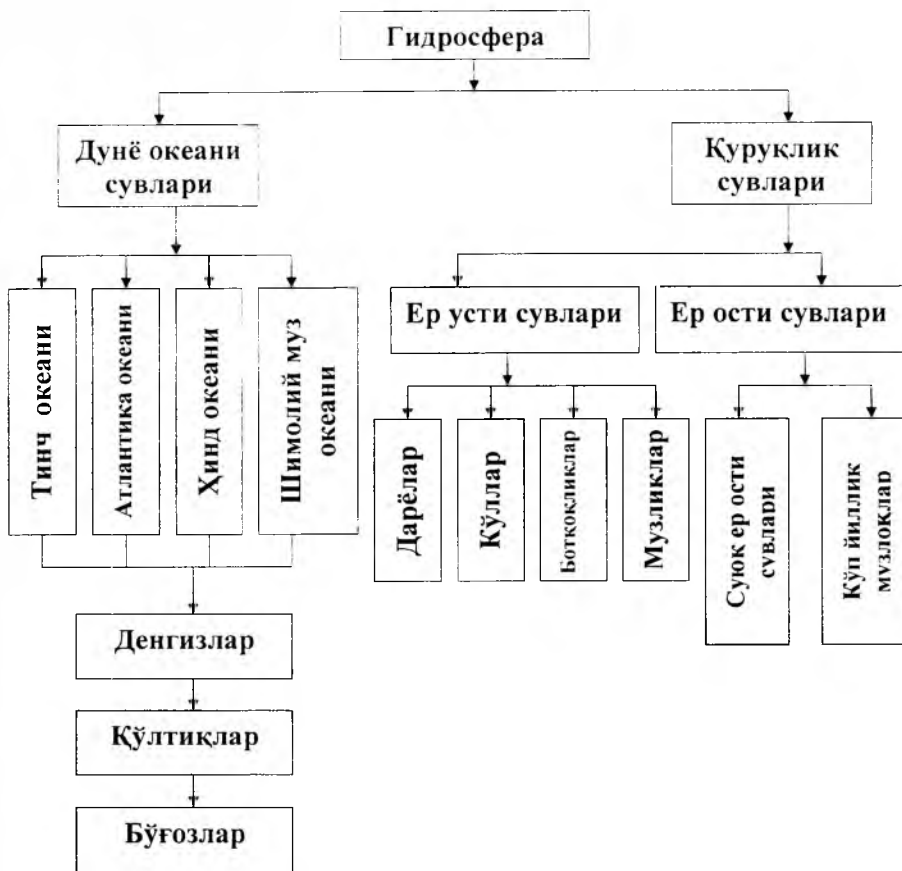 Гидросфера
Дунё океани
сувлари
Қуруқлик
сувлари
Тинч океани
Атлантика океани
Ҳинд океани
Шимолий муз
океани
Ер усти сувлари
Ер ости сувлари
Дарёлар
Кўллар
Ботқоқликлар
Музликлар
Суюк ер ости
сувлари
Кўп йиллик
музлоқлар
Денгизлар
Қўлтиқлар
Бўғозлар